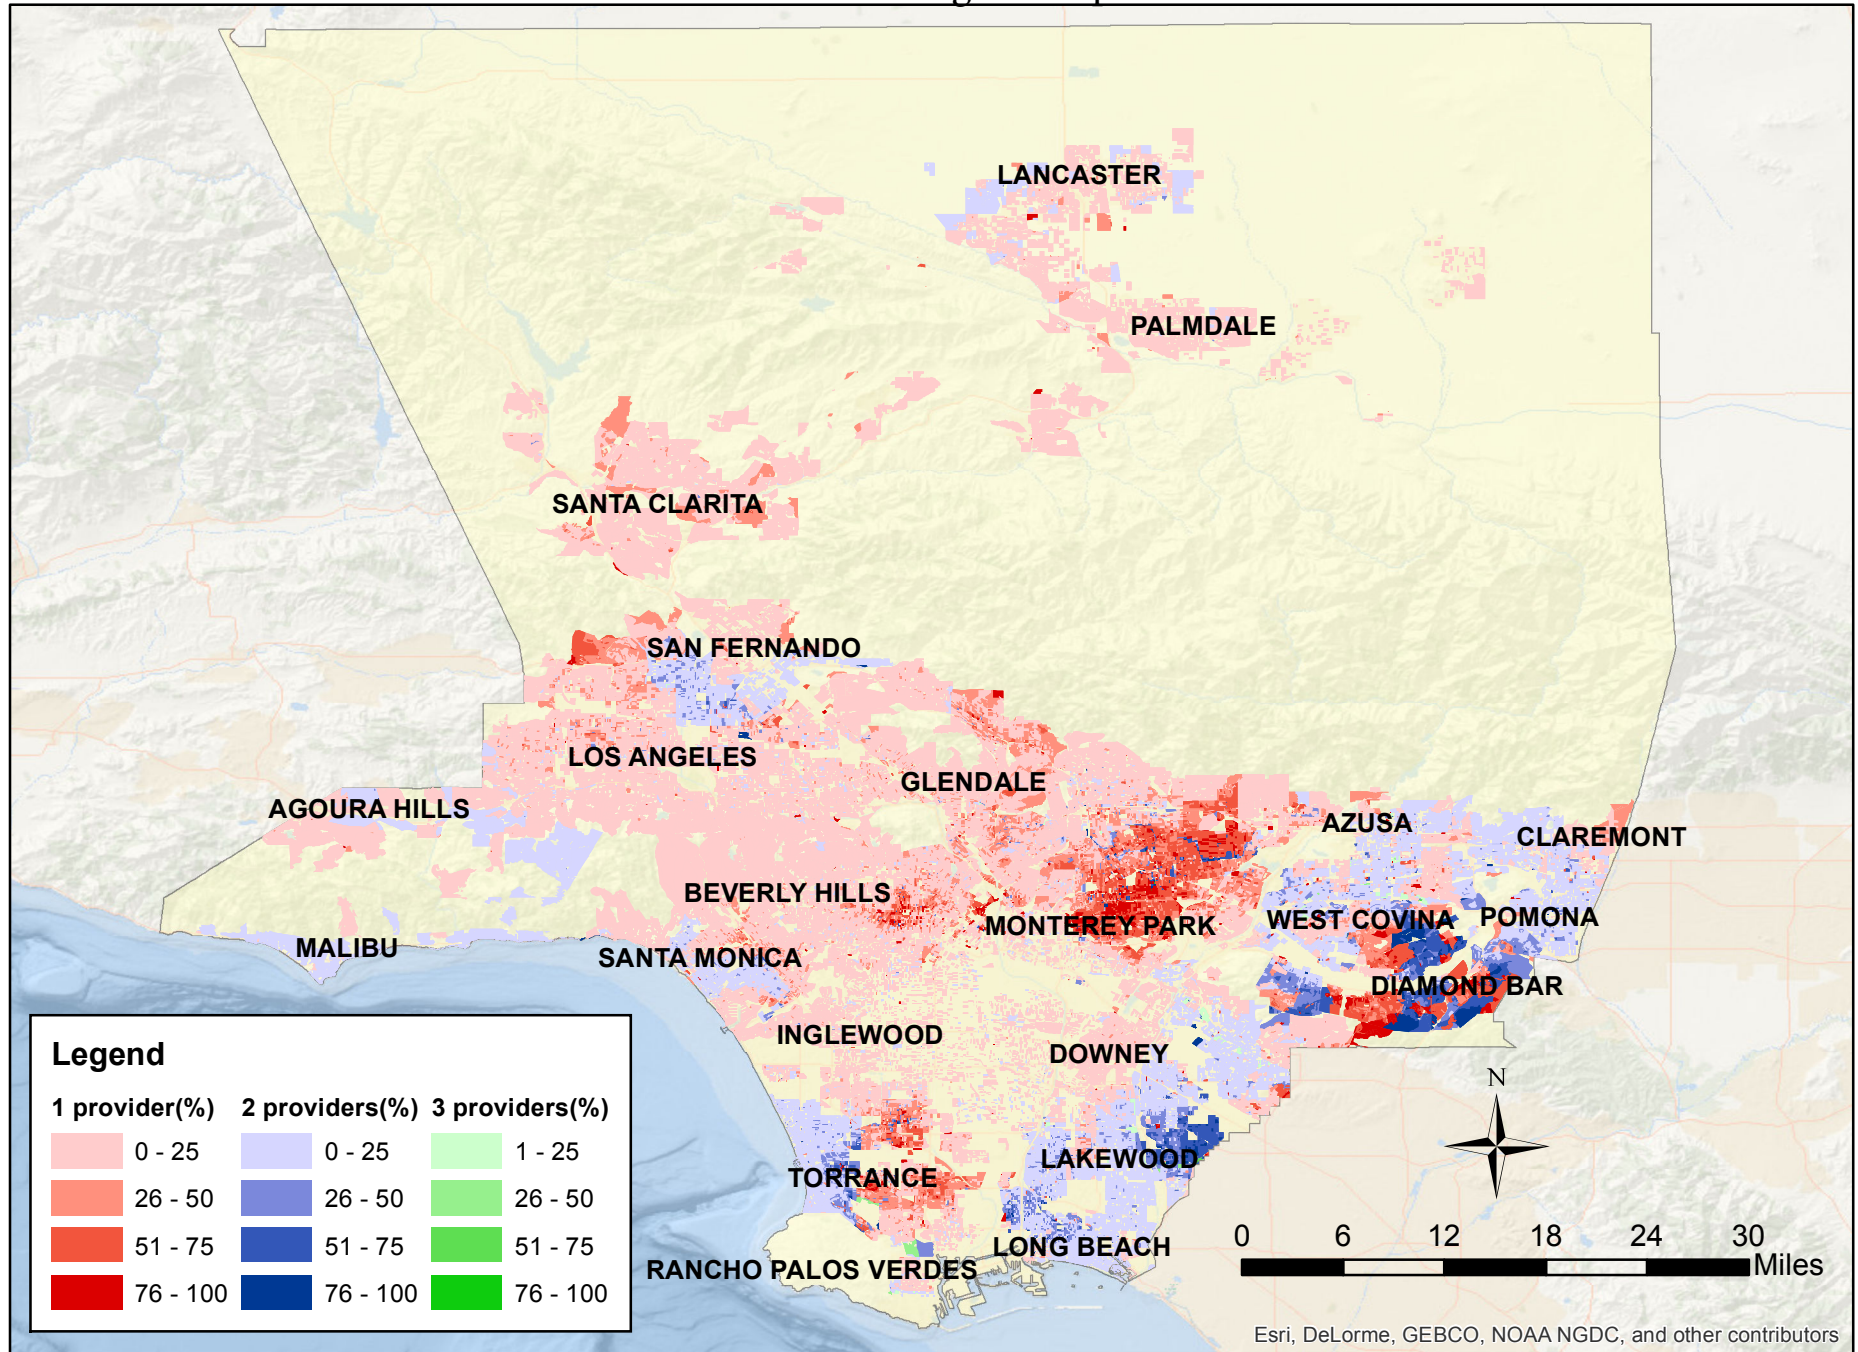 LANCASTER
PALMDALE
SANTA CLARITA
SAN FERNANDO
LOS ANGELES
GLENDALE
AGOURA HILLS
AZUSA
CLAREMONT
BEVERLY HILLS
MONTEREY PARK
WEST COVINA
POMONA
MALIBU
SANTA MONICA
DIAMOND BAR
INGLEWOOD
DOWNEY
LAKEWOOD
TORRANCE
LONG BEACH
RANCHO PALOS VERDES
Legend
1 provider(%) 2 providers(%) 3 providers(%)
0 - 25 0 - 25 1 - 25
26 - 50 26 - 50 26 - 50
51 - 75 51 - 75 51 - 75
76 - 100 76 - 100 76 - 100
N
0 6 12 18 24 30
Miles
Esri, DeLorme, GEBCO, NOAA NGDC, and other contributors